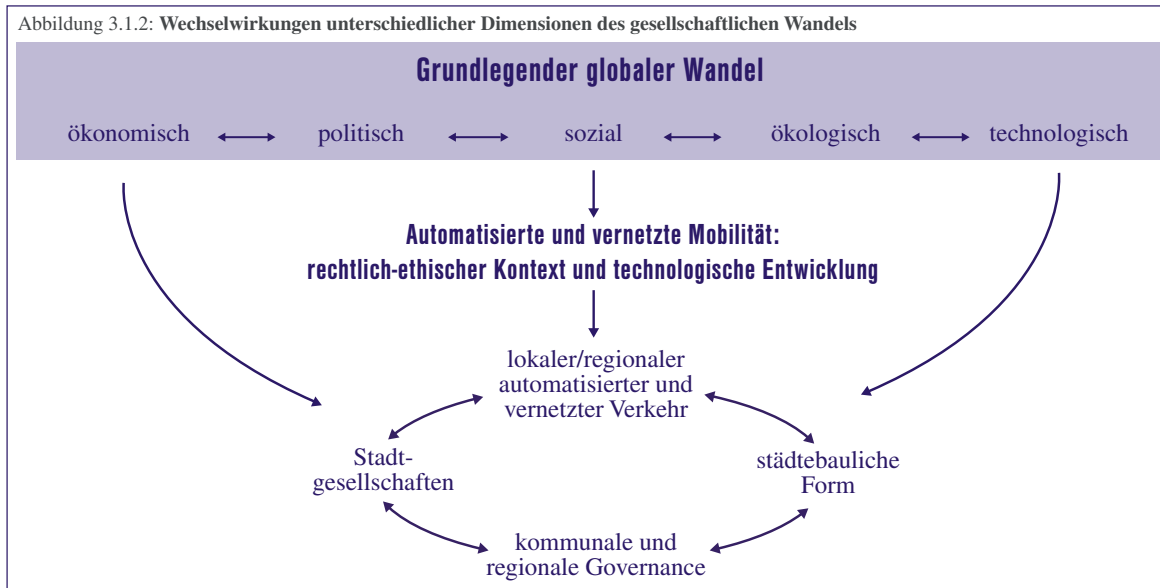 Abbildung 3.1.2: Wechselwirkungen unterschiedlicher Dimensionen des gesellschaftlichen Wandels
Grundlegender globaler Wandel
ökonomisch politisch sozial ökologisch technologisch
Automatisierte und vernetzte Mobilität:
rechtlich-ethischer Kontext und technologische Entwicklung
lokaler/regionaler
automatisierter und
vernetzter Verkehr
Stadt-
gesellschaften
städtebauliche
Form
kommunale und
regionale Governance